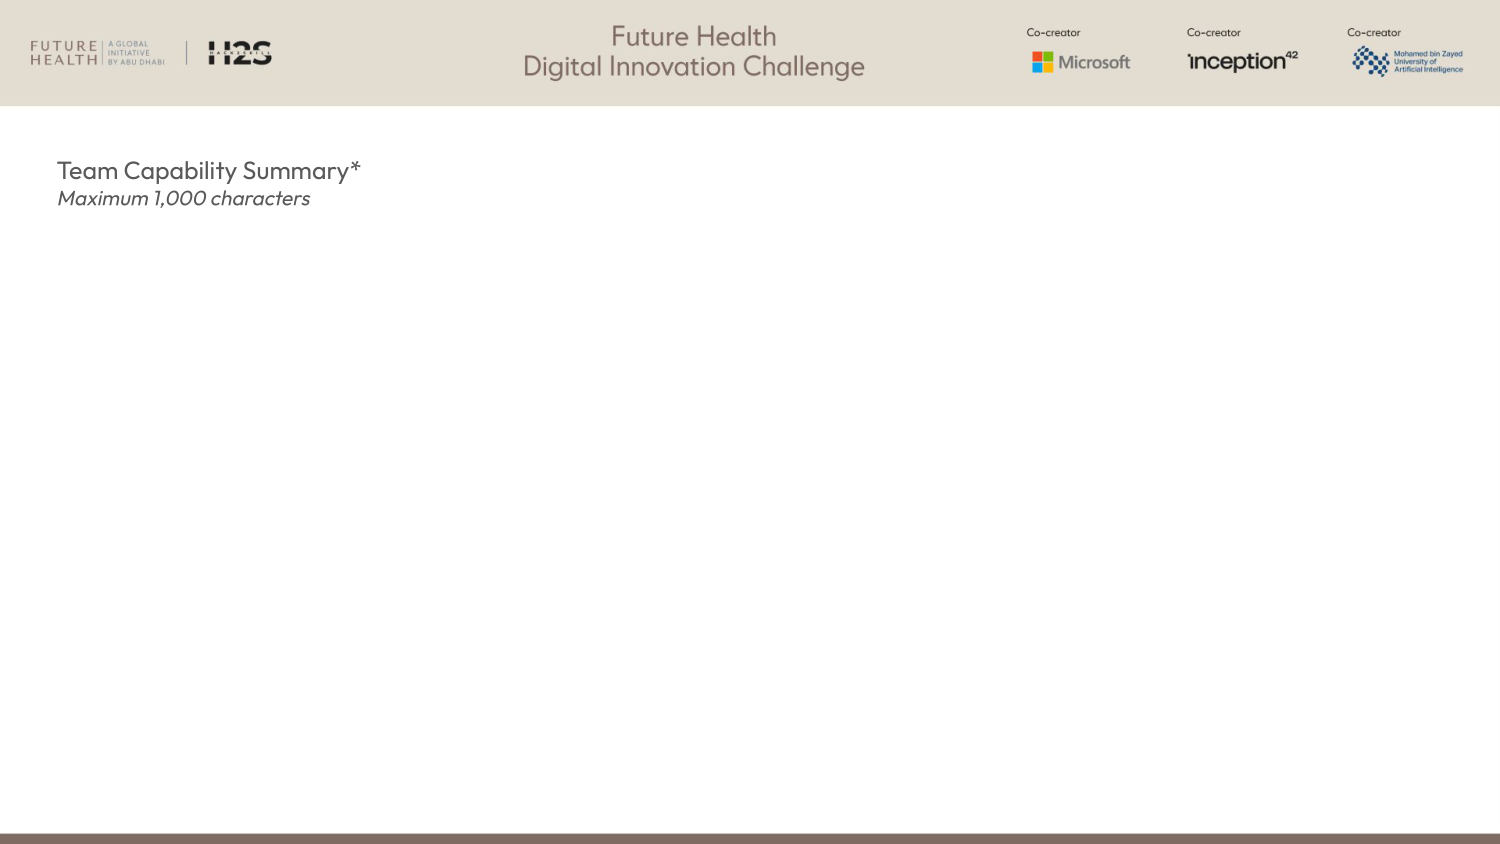 FUTURE HEALTH
A GLOBAL INITIATIVE BY ABU DHABI
H2S
HACK2SKILL
Future Health
Digital Innovation Challenge
Co-creator
Microsoft
Co-creator
inception42
Co-creator
Mohamed bin Zayed
University of
Artificial Intelligence
Team Capability Summary*
Maximum 1,000 characters